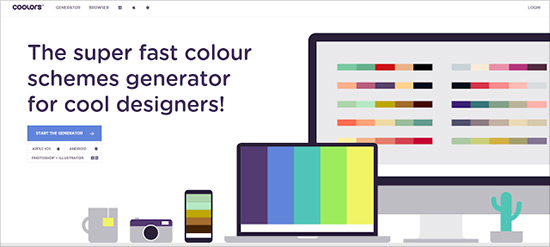 COOLORS
GENERATOR BROWSER
LOGIN
The super fast colour
schemes generator
for cool designers!
START THE GENERATOR
APPLE IOS ANDROID
PHOTOSHOP + ILLUSTRATOR